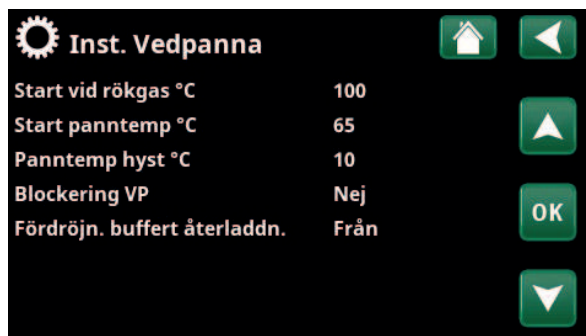 Inst. Vedpanna
Start vid rökgas °C 100
Start panntemp °C 65
Panntemp hyst °C 10
Blockering VP Nej
Fördröjn. buffert återladdn. Från
OK